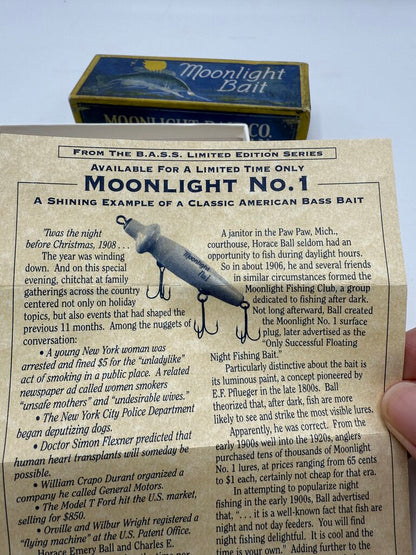 Moonlight
Bait
MOONLIGHT BAIT CO.
FROM THE B.A.S.S. LIMITED EDITION SERIES
AVAILABLE FOR A LIMITED TIME ONLY
MOONLIGHT NO. 1
A SHINING EXAMPLE OF A CLASSIC AMERICAN BASS BAIT
'Twas the night
before Christmas, 1908 . . .
The year was winding
down. And on this special
evening, chitchat at family
gatherings across the country
centered not only on holiday
topics, but also events that had shaped the
previous 11 months. Among the nuggets of
conversation:
• A young New York woman was
arrested and fined $5 for the "unladylike"
act of smoking in a public place. A related
newspaper ad called women smokers
"unsafe mothers" and "undesirable wives."
• The New York City Police Department
began deputizing dogs.
• Doctor Simon Flexner predicted that
human heart transplants will someday be
possible.
• William Crapo Durant organized a
company he called General Motors.
• The Model T Ford hit the U.S. market,
selling for $850.
• Orville and Wilbur Wright registered a
"flying machine" at the U.S. Patent Office.
Horace Emery Ball and Charles E.
Moonlight
No. 1
A janitor in the Paw Paw, Mich.,
courthouse, Horace Ball seldom had an
opportunity to fish during daylight hours.
So in about 1906, he and several friends
in similar circumstances formed the
Moonlight Fishing Club, a group
dedicated to fishing after dark.
Not long afterward, Ball created
the Moonlight No. 1 surface
plug, later advertised as the
"Only Successful Floating
Night Fishing Bait."
Particularly distinctive about the bait is
its luminous paint, a concept pioneered by
E.F. Pflueger in the late 1800s. Ball
theorized that, after dark, fish are more
likely to see and strike the most visible lures.
Apparently, he was correct. From the
early 1900s well into the 1920s, anglers
purchased tens of thousands of Moonlight
No. 1 lures, at prices ranging from 65 cents
to $1 each, certainly not cheap for that era.
In attempting to popularize night
fishing in the early 1900s, Ball advertised
that, ". . . it is a well-known fact that fish are
night and not day feeders. You will find
night fishing delightful. It is cool and the
time is your own." Adding further to the